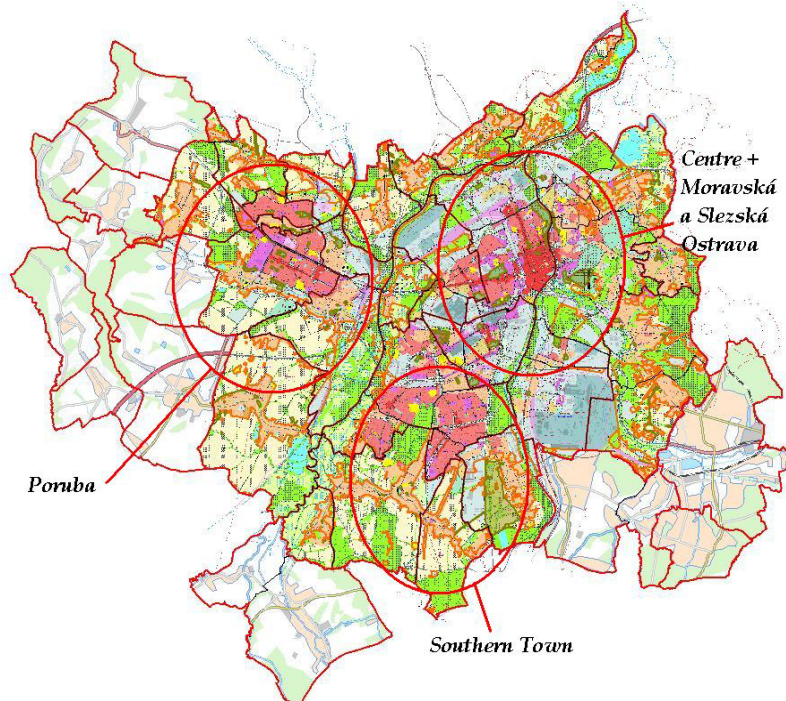 Centre +
Moravská
a Slezská
Ostrava
Poruba
Southern Town